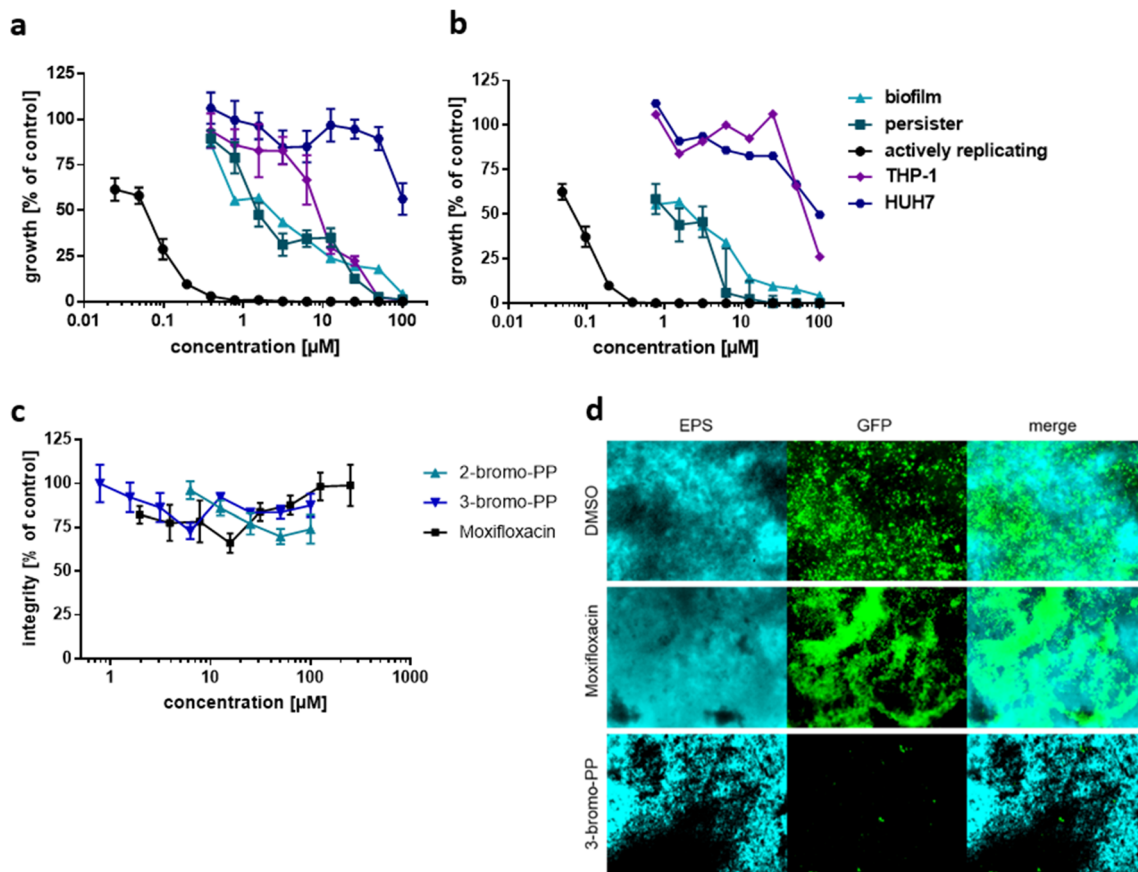 a
125
100
75
50
25
0
growth [% of control]
0.01
0.1
1
10
100
concentration [µM]
b
125
100
75
50
25
0
growth [% of control]
0.01
1
10
100
concentration [µM]
biofilm
persister
actively replicating
THP-1
HUH7
c
125
100
75
50
25
0
integrity [% of control]
1
10
100
1000
concentration [µM]
2-bromo-PP
3-bromo-PP
Moxifloxacin
d
EPS
GFP
merge
DMSO
Moxifloxacin
3-bromo-PP